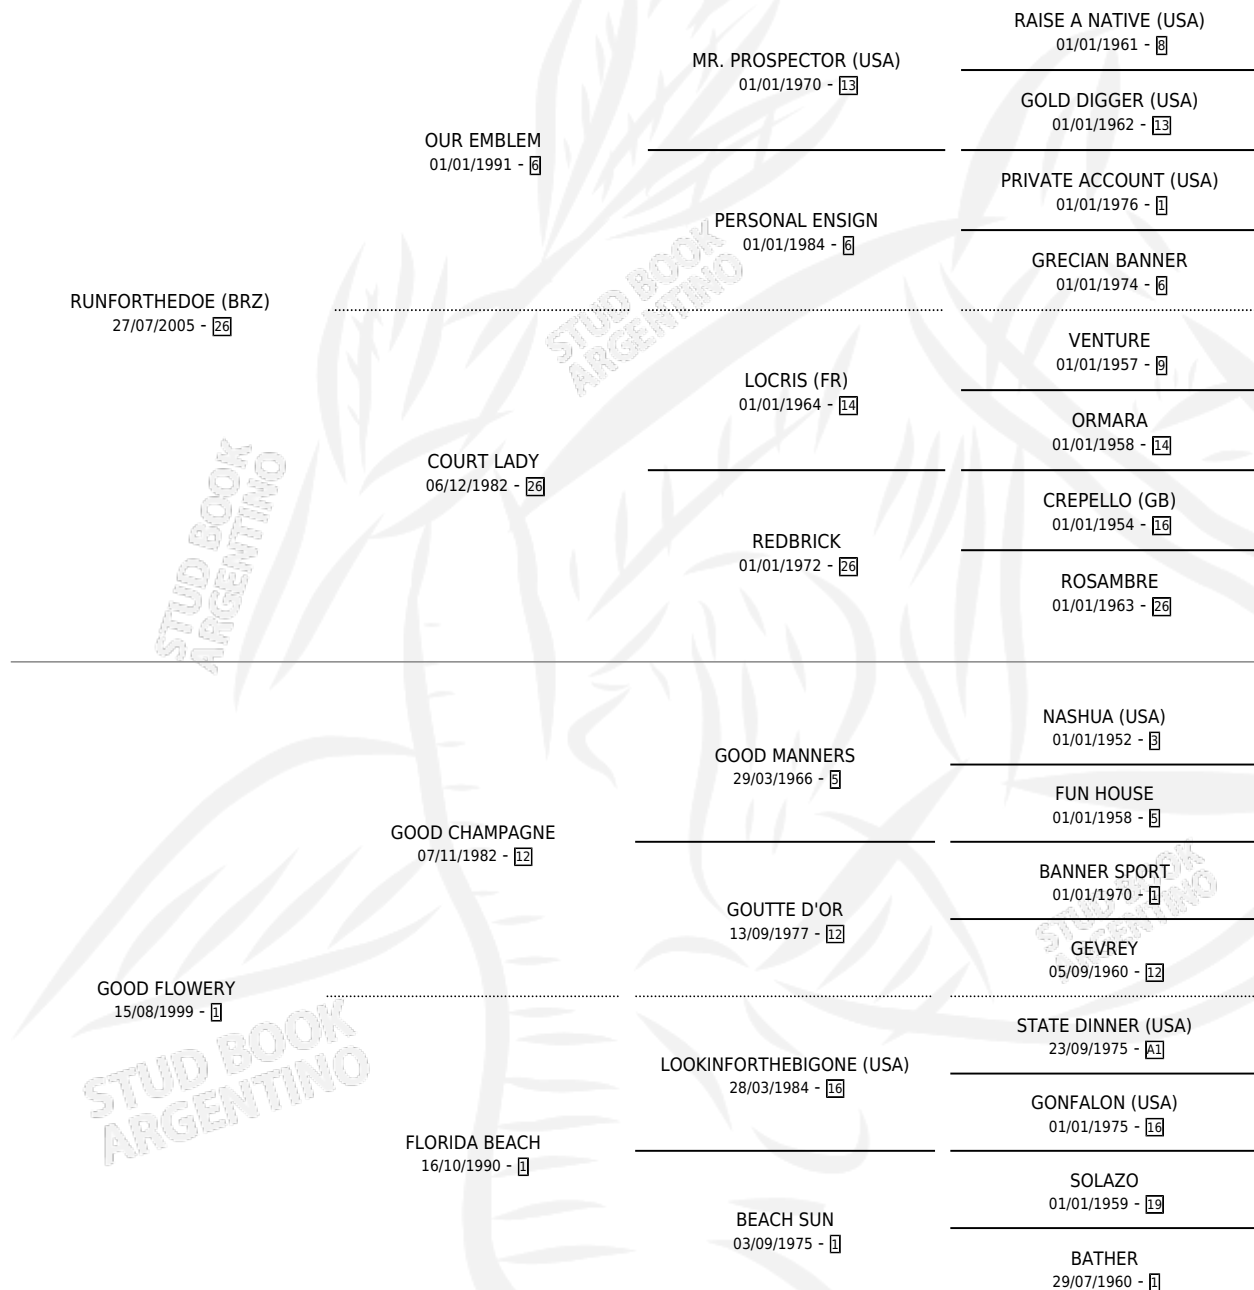 RAISE A NATIVE (USA)
01/01/1961 - 8
MR. PROSPECTOR (USA)
01/01/1970 - 13
GOLD DIGGER (USA)
01/01/1962 - 13
OUR EMBLEM
01/01/1991 - 6
PRIVATE ACCOUNT (USA)
01/01/1976 - 1
PERSONAL ENSIGN
01/01/1984 - 6
GRECIAN BANNER
01/01/1974 - 6
RUNFORTHEDOE (BRZ)
27/07/2005 - 26
VENTURE
01/01/1957 - 9
LOCRIS (FR)
01/01/1964 - 14
ORMARA
01/01/1958 - 14
COURT LADY
06/12/1982 - 26
CREPELLO (GB)
01/01/1954 - 16
REDBRICK
01/01/1972 - 26
ROSAMBRE
01/01/1963 - 26
NASHUA (USA)
01/01/1952 - 3
GOOD MANNERS
29/03/1966 - 5
FUN HOUSE
01/01/1958 - 5
GOOD CHAMPAGNE
07/11/1982 - 12
BANNER SPORT
01/01/1970 - 1
GOUTTE D'OR
13/09/1977 - 12
GEVREY
05/09/1960 - 12
GOOD FLOWERY
15/08/1999 - 1
STATE DINNER (USA)
23/09/1975 - A1
LOOKINFORTHEBIGONE (USA)
28/03/1984 - 16
GONFALON (USA)
01/01/1975 - 16
FLORIDA BEACH
16/10/1990 - 1
SOLAZO
01/01/1959 - 19
BEACH SUN
03/09/1975 - 1
BATHER
29/07/1960 - 1
STUD BOOK
ARGENTINO
STUD BOOK
ARGENTINO
STUD BOOK
ARGENTINO
STUD BOOK
ARGENTINO